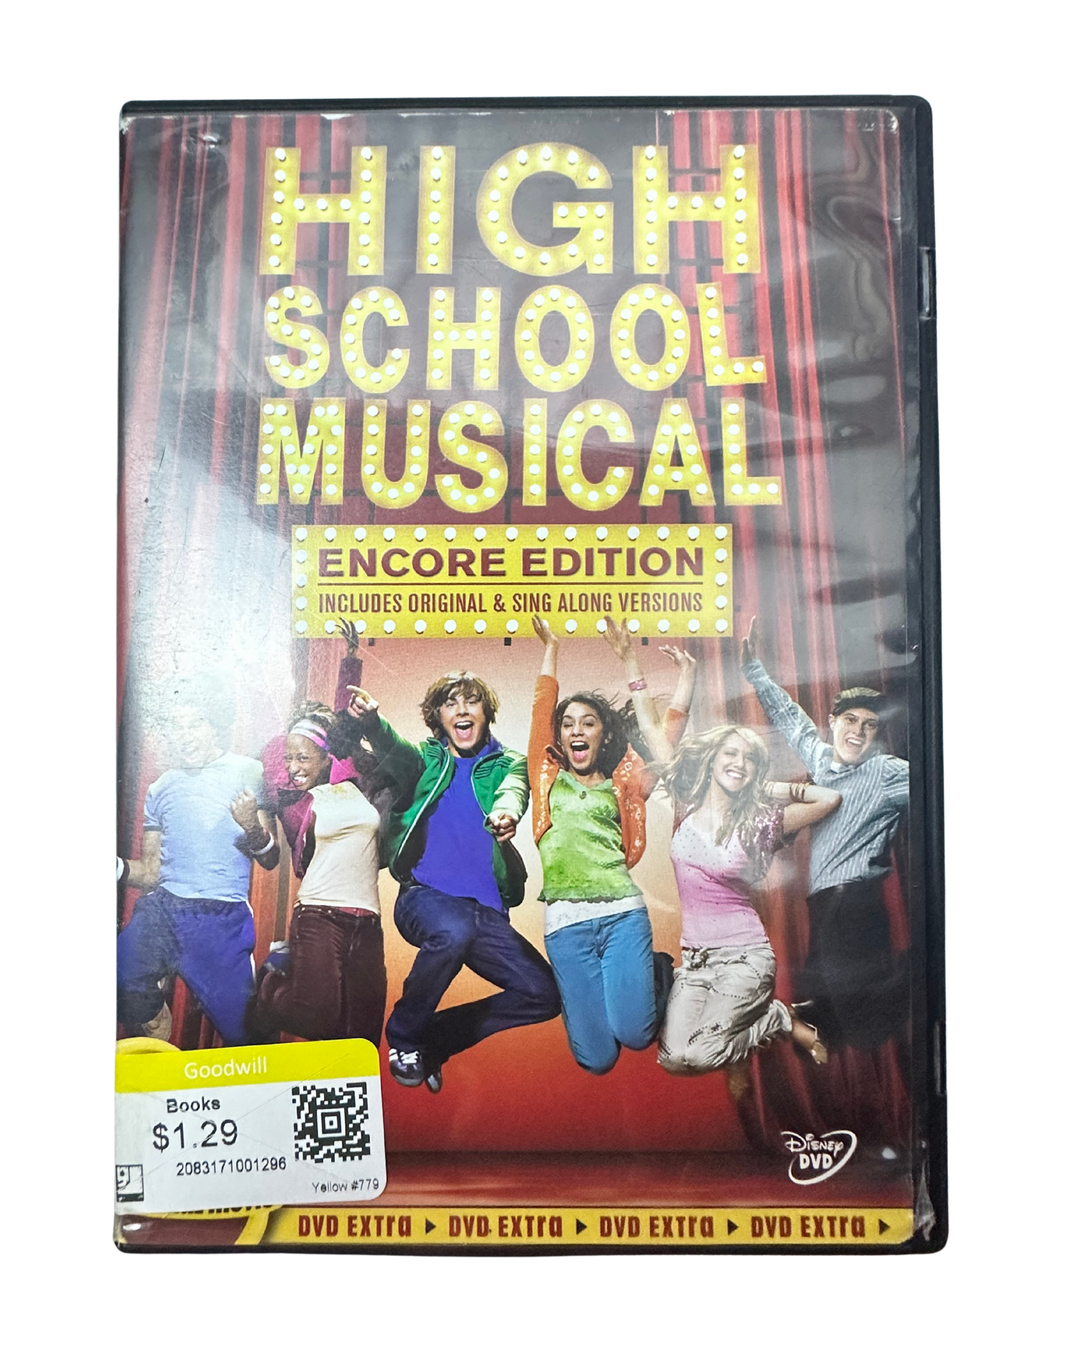 HIGH
SCHOOL
MUSICAL
ENCORE EDITION
INCLUDES ORIGINAL & SING ALONG VERSIONS
Goodwill
Books
$1.29
2083171001296
Yellow #779
DISNEY
DVD
DVD EXTRA DVD EXTRA DVD EXTRA DVD EXTRA